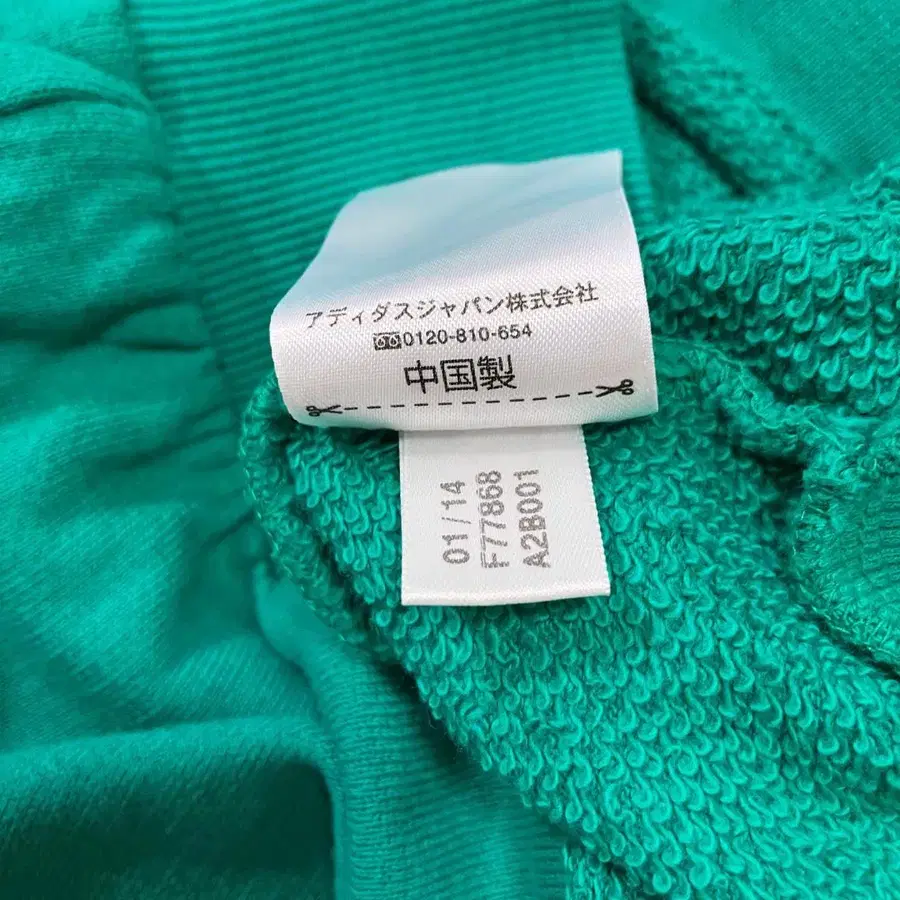 アディダスジャパン株式会社
0120-810-654
中国製
01/14
F77868
A2B001